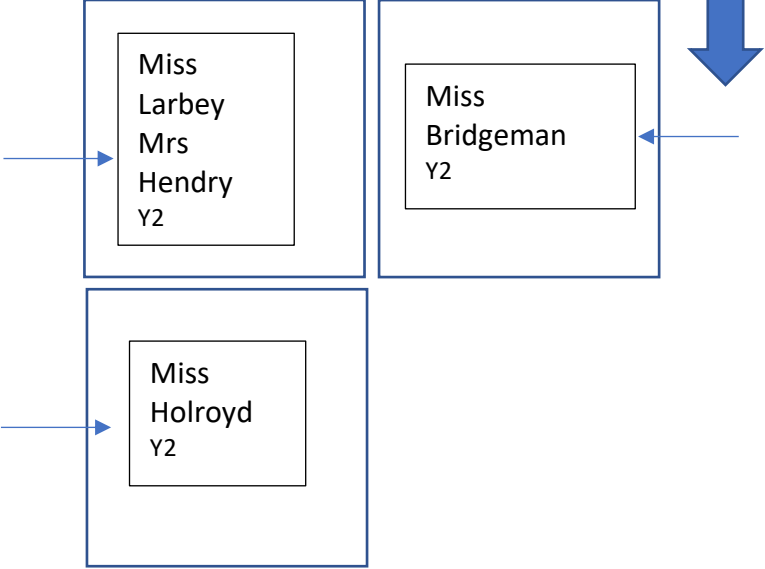 Miss
Larbey
Mrs
Hendry
Y2
Miss
Bridgeman
Y2
Miss
Holroyd
Y2